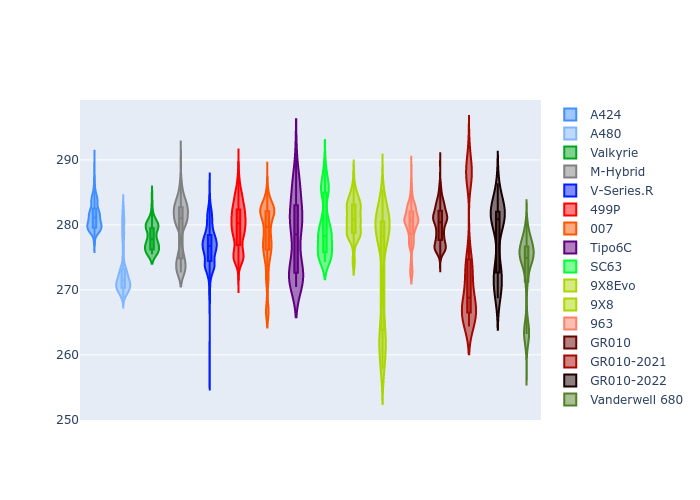 290
280
270
260
250
A424
A480
Valkyrie
M-Hybrid
V-Series.R
499P
007
Tipo6C
SC63
9X8Evo
9X8
963
GR010
GR010-2021
GR010-2022
Vanderwell 680